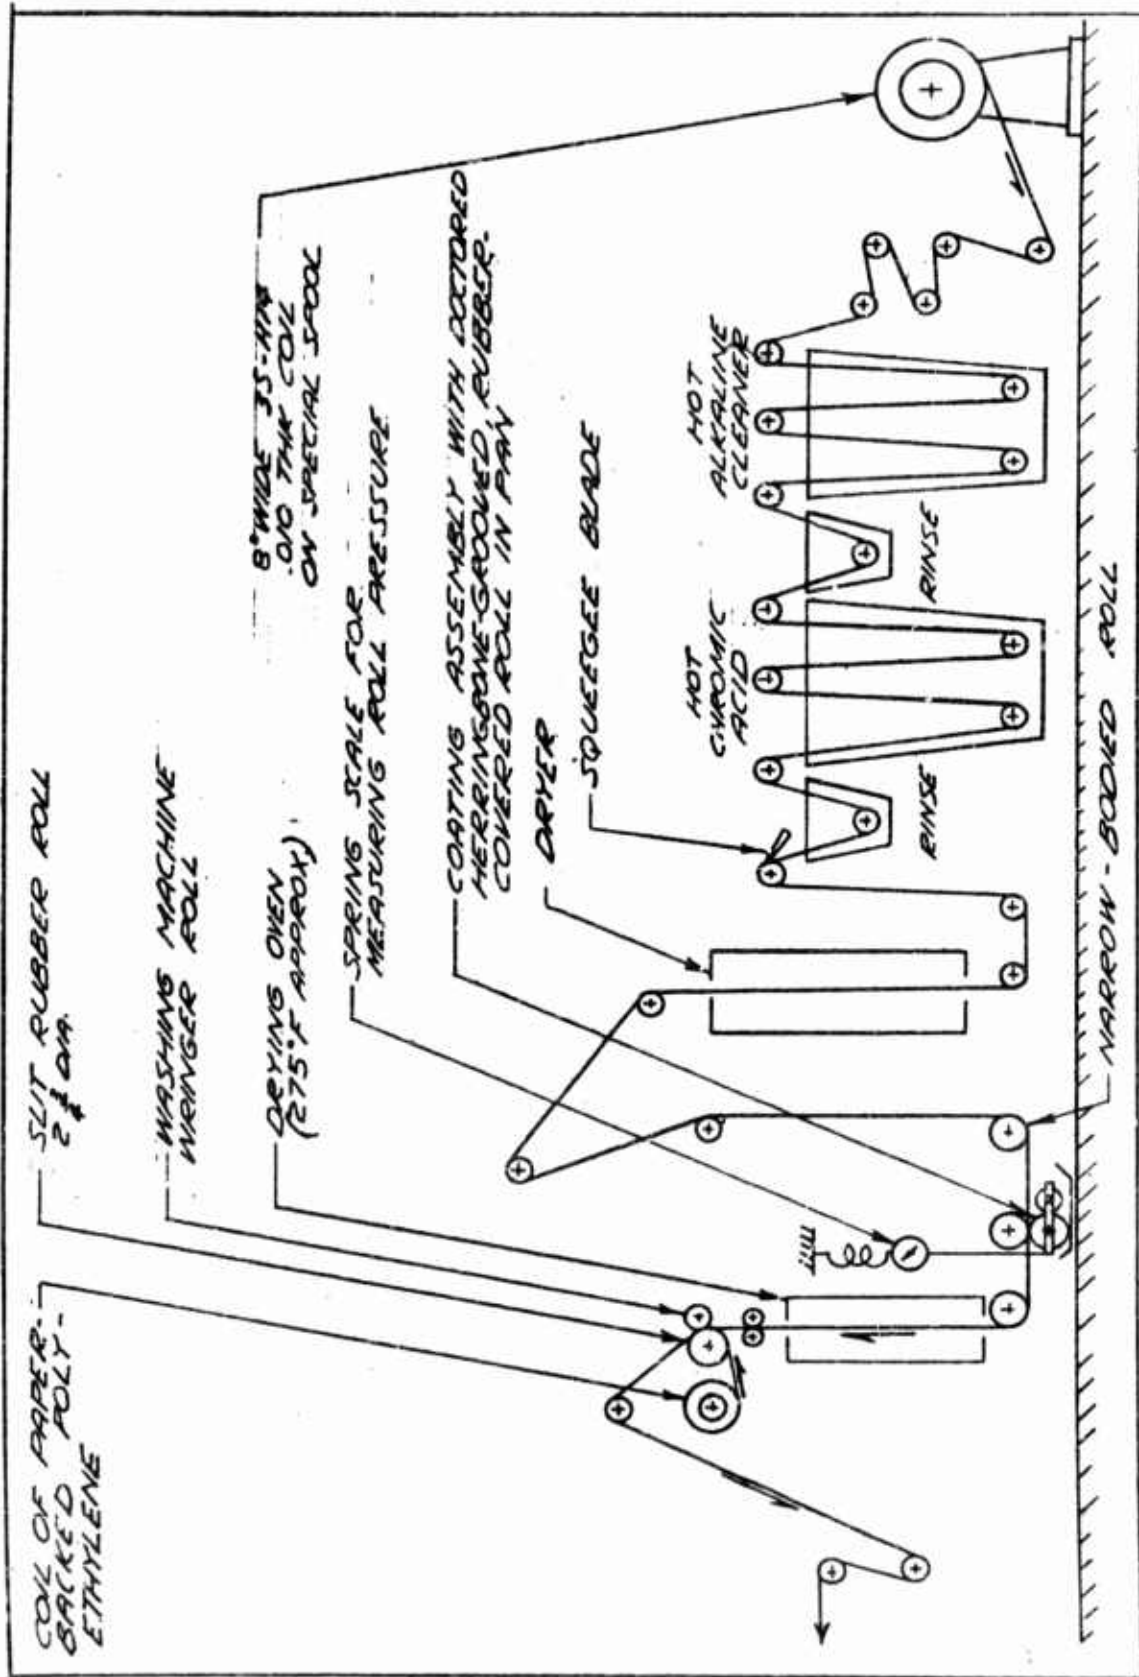 COIL OF PAPER-
BACKED POLY-
ETHYLENE
SLIT RUBBER ROLL
2 1/4 DIA.
WASHING MACHINE
WRINGER ROLL
DRYING OVEN
(275°F APPROX)
SPRING SCALE FOR
MEASURING ROLL PRESSURE
8" WIDE 3S-H14
.010 THK COIL
ON SPECIAL SPOOL
COATING ASSEMBLY WITH DOCTORED
HERRINGBONE-GROOVED, RUBBER-
COVERED ROLL IN PAN
DRYER
SQUEEGEE BLADE
HOT
CHROMIC
ACID
HOT
ALKALINE
CLEANER
RINSE
RINSE
NARROW-BODIED ROLL